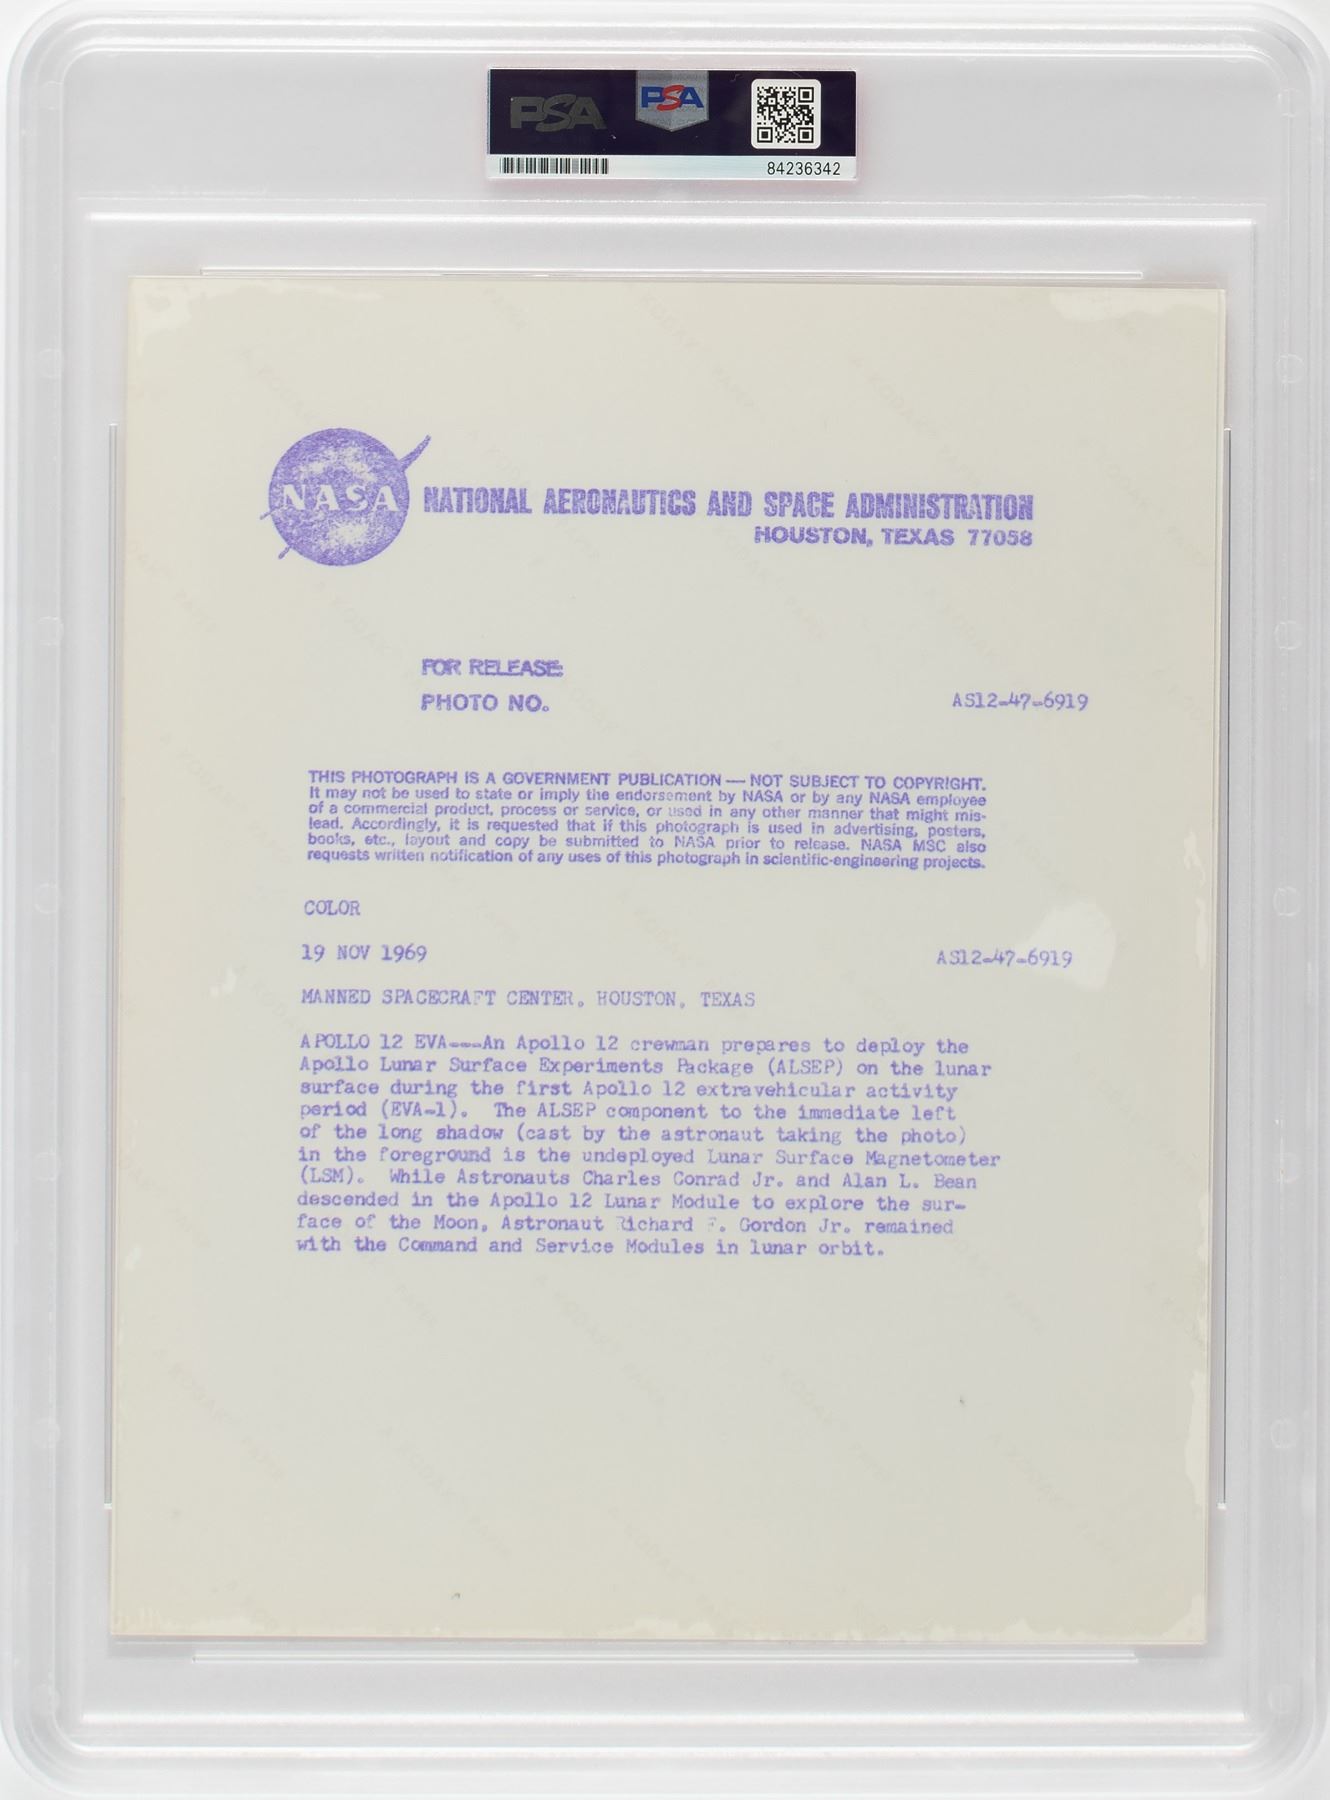 PSA
PSA
84236342
NASA
NATIONAL AERONAUTICS AND SPACE ADMINISTRATION
HOUSTON, TEXAS 77058
FOR RELEASE:
PHOTO NO.
AS12-47-6919
THIS PHOTOGRAPH IS A GOVERNMENT PUBLICATION — NOT SUBJECT TO COPYRIGHT.
It may not be used to state or imply the endorsement by NASA or by any NASA employee
of a commercial product, process or service, or used in any other manner that might mis-
lead. Accordingly, it is requested that if this photograph is used in advertising, posters,
books, etc., layout and copy be submitted to NASA prior to release. NASA MSC also
requests written notification of any uses of this photograph in scientific-engineering projects.
COLOR
19 NOV 1969
AS12-47-6919
MANNED SPACECRAFT CENTER, HOUSTON, TEXAS
APOLLO 12 EVA---An Apollo 12 crewman prepares to deploy the
Apollo Lunar Surface Experiments Package (ALSEP) on the lunar
surface during the first Apollo 12 extravehicular activity
period (EVA-1). The ALSEP component to the immediate left
of the long shadow (cast by the astronaut taking the photo)
in the foreground is the undeployed Lunar Surface Magnetometer
(LSM). While Astronauts Charles Conrad Jr. and Alan L. Bean
descended in the Apollo 12 Lunar Module to explore the sur-
face of the Moon, Astronaut Richard F. Gordon Jr. remained
with the Command and Service Modules in lunar orbit.